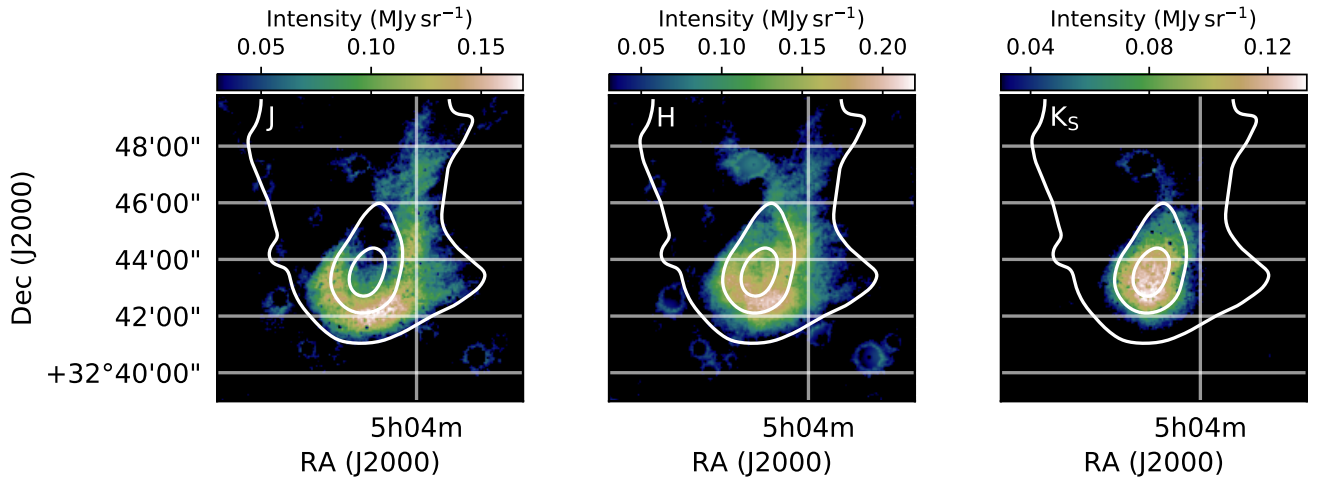 Intensity (MJy sr⁻¹) Intensity (MJy sr⁻¹) Intensity (MJy sr⁻¹)
0.05 0.10 0.15 0.05 0.10 0.15 0.20 0.04 0.08 0.12
J H K_S
48'00"
46'00"
44'00"
42'00"
+32°40'00"
Dec (J2000)
5h04m 5h04m 5h04m
RA (J2000) RA (J2000) RA (J2000)